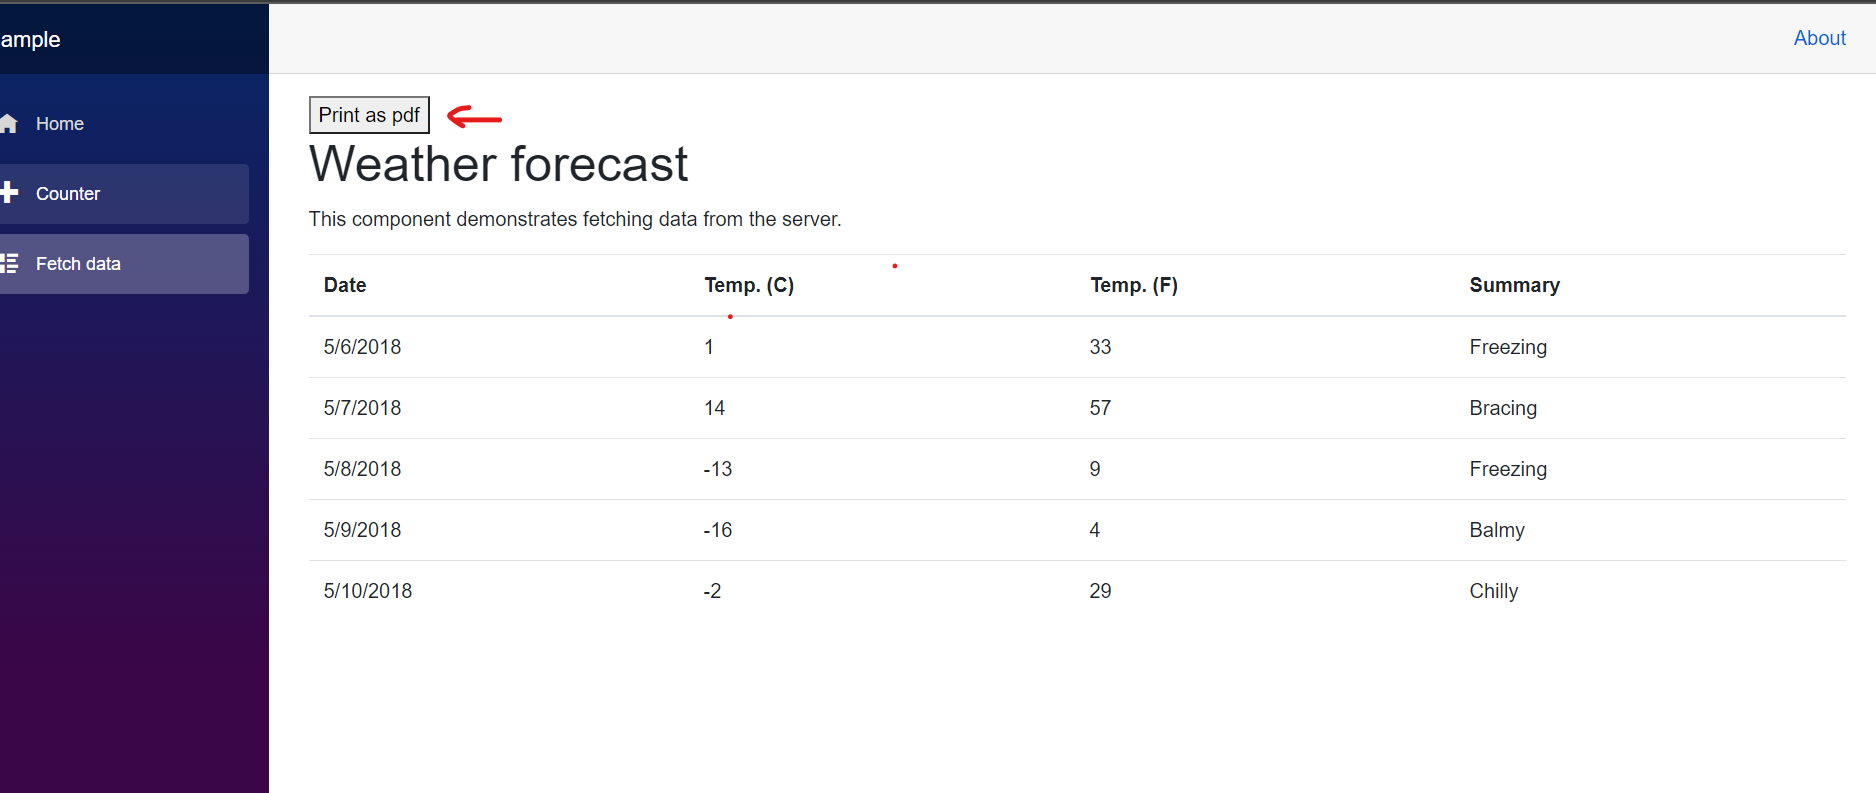 ample
About
Home
Counter
Fetch data
Print as pdf
Weather forecast
This component demonstrates fetching data from the server.
Date Temp. (C) Temp. (F) Summary
5/6/2018 1 33 Freezing
5/7/2018 14 57 Bracing
5/8/2018 -13 9 Freezing
5/9/2018 -16 4 Balmy
5/10/2018 -2 29 Chilly